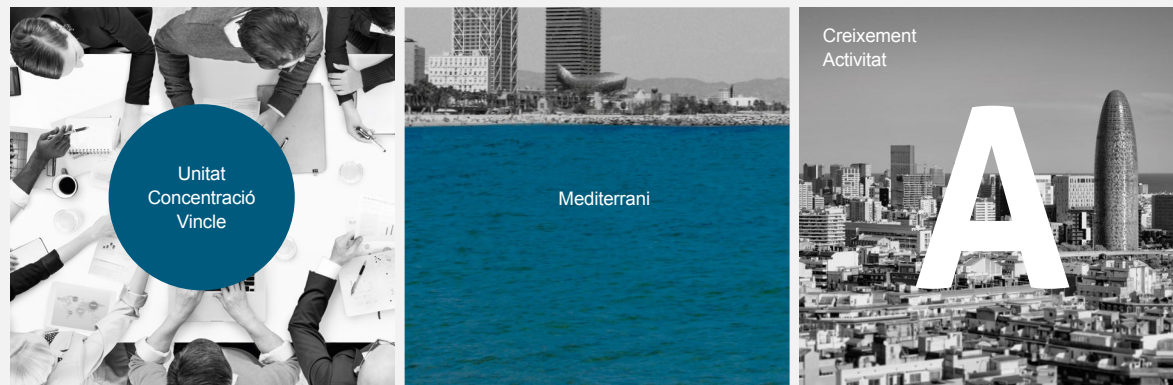 Unitat
Concentració
Vincle
Mediterrani
Creixement
Activitat
A